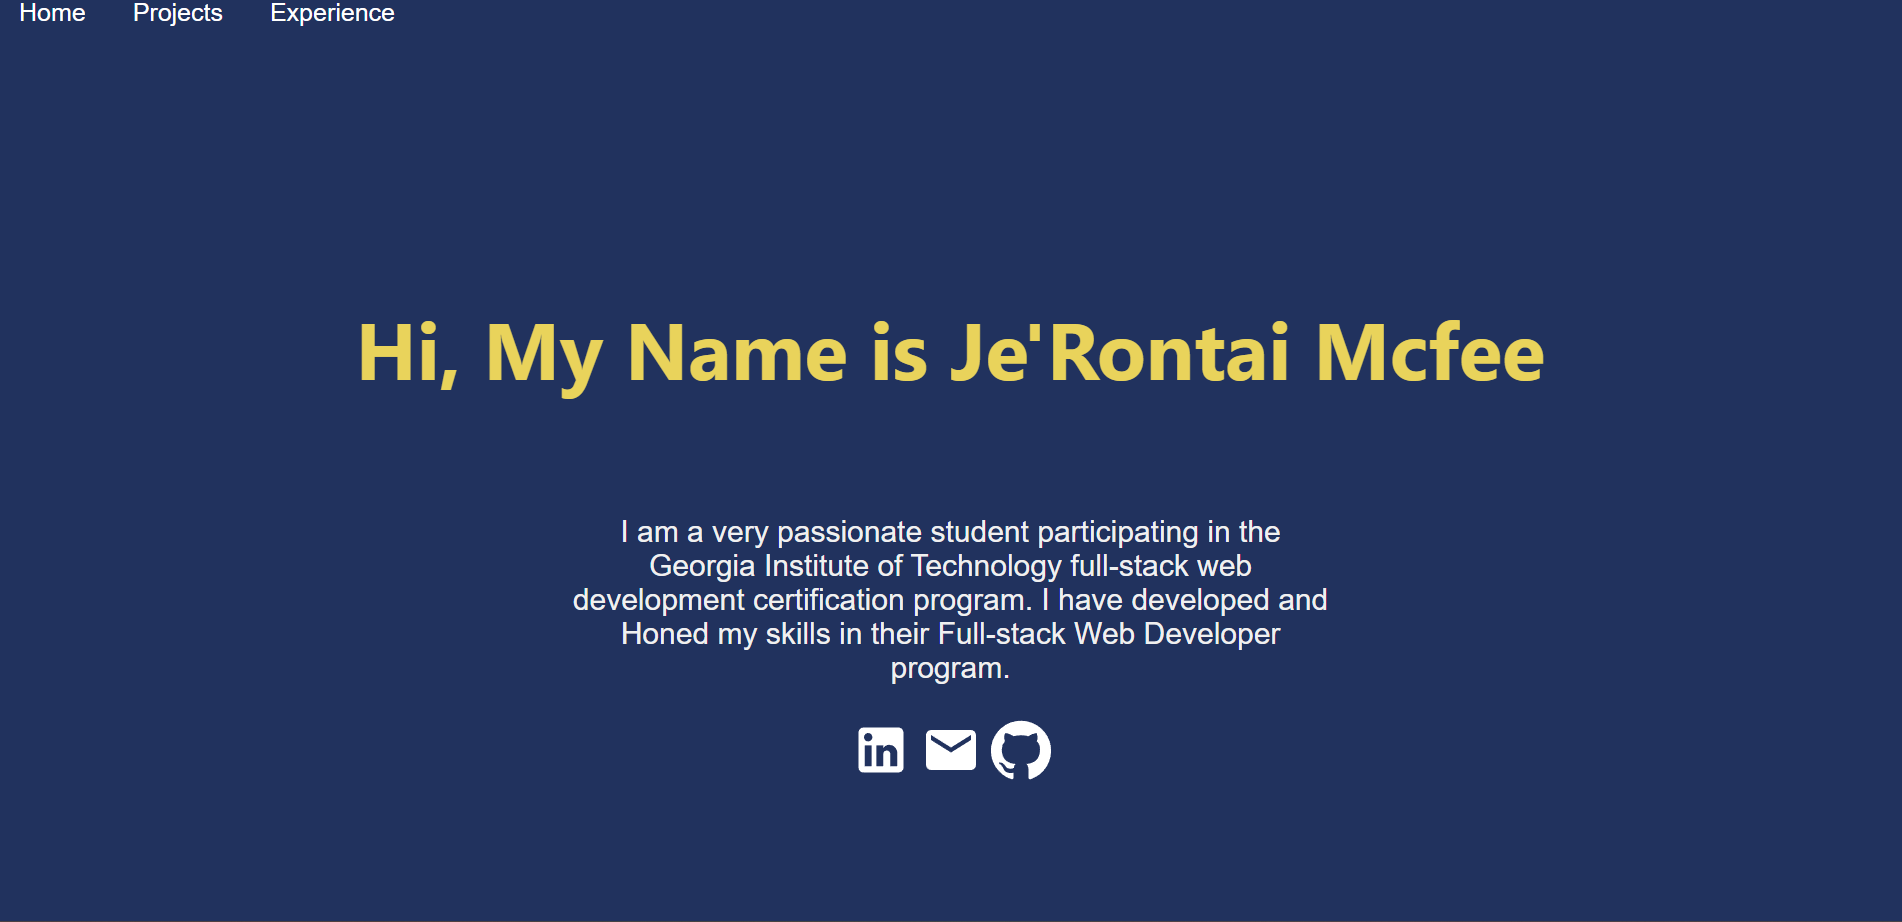 Home Projects Experience
Hi, My Name is Je'Rontai Mcfee
I am a very passionate student participating in the
Georgia Institute of Technology full-stack web
development certification program. I have developed and
Honed my skills in their Full-stack Web Developer
program.
in